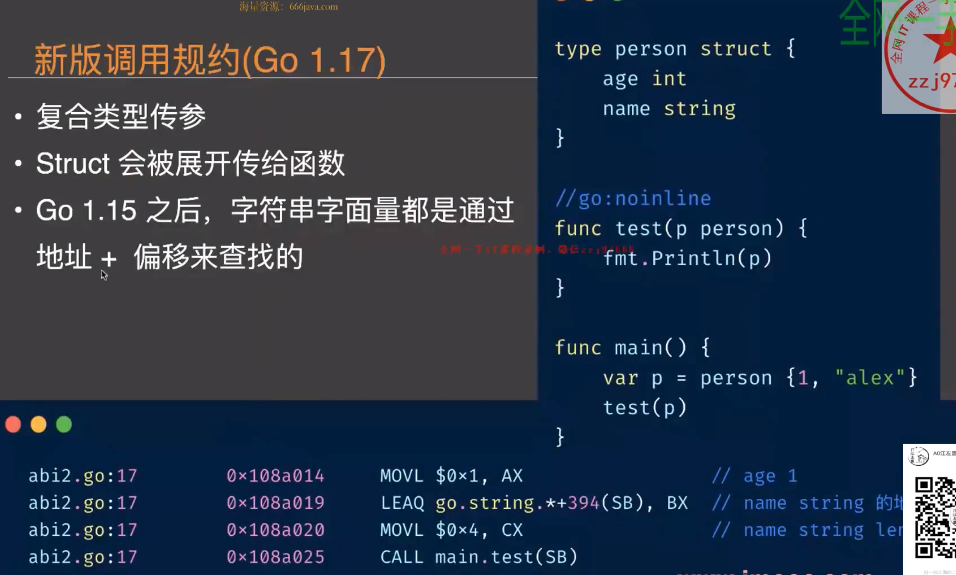 海量资源：666java.com
新版调用规约(Go 1.17)
• 复合类型传参
• Struct 会被展开传给函数
• Go 1.15 之后，字符串字面量都是通过
地址 + 偏移来查找的
type person struct {
age int
name string
}
//go:noinline
func test(p person) {
fmt.Println(p)
}
func main() {
var p = person {1, "alex"}
test(p)
}
全网
全网IT课程
zzj97
abi2.go:17 0×108a014 MOVL $0×1, AX // age 1
abi2.go:17 0×108a019 LEAQ go.string.*+394(SB), BX // name string 的
abi2.go:17 0×108a020 MOVL $0×4, CX // name string le
abi2.go:17 0×108a025 CALL main.test(SB)